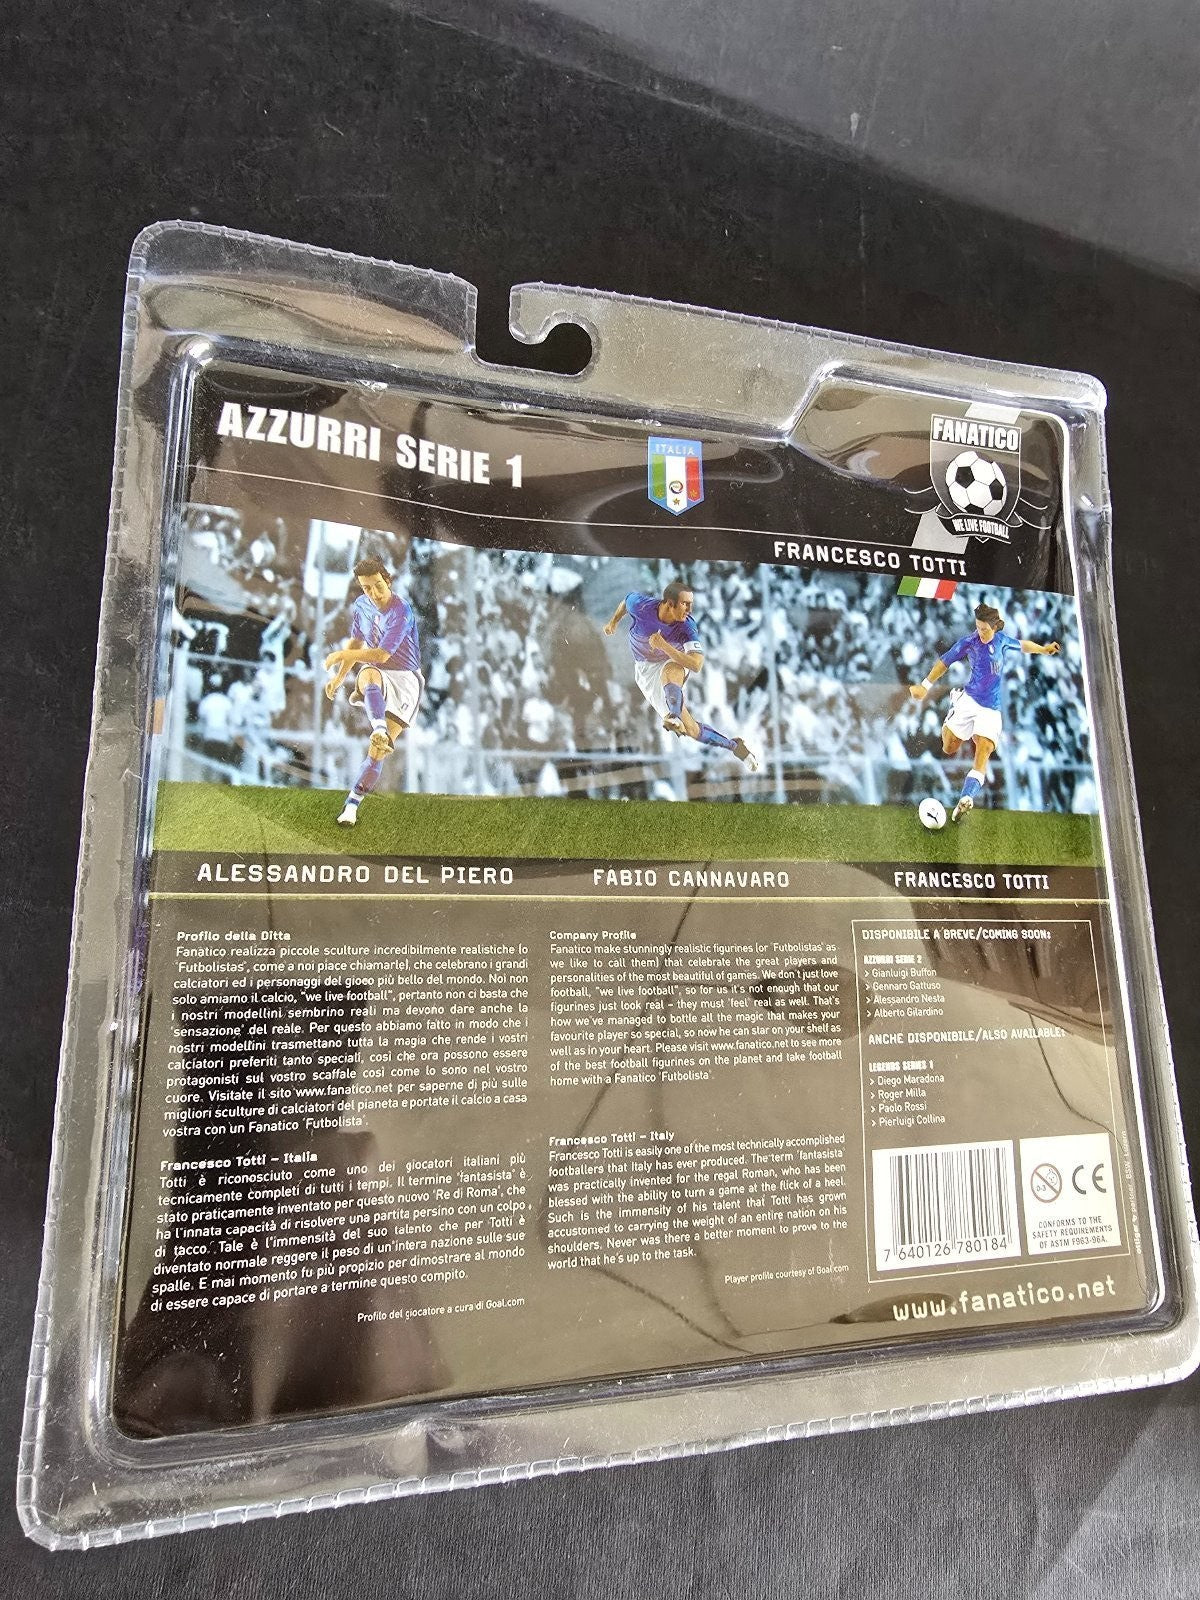 AZZURRI SERIE 1
ITALIA
FANATICO
WE LIVE FOOTBALL
FRANCESCO TOTTI
ALESSANDRO DEL PIERO
FABIO CANNAVARO
FRANCESCO TOTTI
Profilo della Ditta
Fanatico realizza piccole sculture incredibilmente realistiche (o
'Futbolistas', come a noi piace chiamarle), che celebrano i grandi
calciatori ed i personaggi del gioco più bello del mondo. Noi non
solo amiamo il calcio, "we live football", pertanto non ci basta che
i nostri modellini sembrino reali ma devono dare anche la
'sensazione' del reale. Per questo abbiamo fatto in modo che i
nostri modellini trasmettano tutta la magia che rende i vostri
calciatori preferiti tanto speciali, così che ora possono essere
protagonisti sul vostro scaffale così come lo sono nel vostro
cuore. Visitate il sito www.fanatico.net per saperne di più sulle
migliori sculture di calciatori del pianeta e portate il calcio a casa
vostra con un Fanatico 'Futbolista'.
Francesco Totti - Italia
Totti è riconosciuto come uno dei giocatori italiani più
tecnicamente completi di tutti i tempi. Il termine 'fantasista' è
stato praticamente inventato per questo nuovo 'Re di Roma', che
ha l'innata capacità di risolvere una partita persino con un colpo
di tacco. Tale è l'immensità del suo talento che per Totti è
diventato normale reggere il peso di un'intera nazione sulle sue
spalle. E mai momento fu più propizio per dimostrare al mondo
di essere capace di portare a termine questo compito.
Profilo del giocatore a cura di Goal.com
Company Profile
Fanatico make stunningly realistic figurines (or 'Futbolistas' as
we like to call them) that celebrate the great players and
personalities of the most beautiful of games. We don't just love
football, "we live football", so for us it's not enough that our
figurines just look real - they must 'feel' real as well. That's
how we've managed to bottle all the magic that makes your
favourite player so special, so now he can star on your shelf as
well as in your heart. Please visit www.fanatico.net to see more
of the best football figurines on the planet and take football
home with a Fanatico 'Futbolista'.
Francesco Totti - Italy
Francesco Totti is easily one of the most technically accomplished
footballers that Italy has ever produced. The term 'fantasista'
was practically invented for the regal Roman, who has been
blessed with the ability to turn a game at the flick of a heel.
Such is the immensity of his talent that Totti has grown
accustomed to carrying the weight of an entire nation on his
shoulders. Never was there a better moment to prove to the
world that he's up to the task.
Player profile courtesy of Goal.com
DISPONIBILE A BREVE/COMING SOON:
AZZURRI SERIE 2
> Gianluigi Buffon
> Gennaro Gattuso
> Alessandro Nesta
> Alberto Gilardino
ANCHE DISPONIBILE/ALSO AVAILABLE:
LEGENDS SERIES 1
> Diego Maradona
> Roger Milla
> Paolo Rossi
> Pierluigi Collina
7 640126 780184
0-3
CE
CONFORMS TO THE
SAFETY REQUIREMENTS
OF ASTM F963-96A.
www.fanatico.net